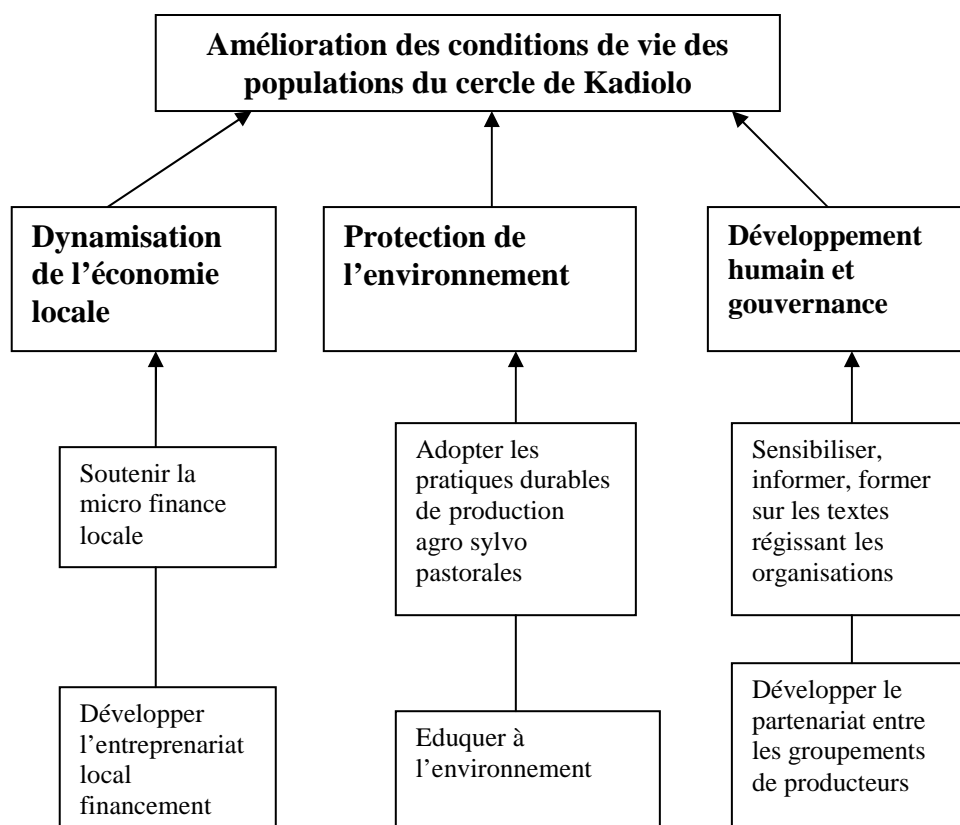 Amélioration des conditions de vie des
populations du cercle de Kadiolo
Dynamisation
de l’économie
locale
Protection de
l’environnement
Développement
humain et
gouvernance
Soutenir la
micro finance
locale
Adopter les
pratiques durables
de production
agro sylvo
pastorales
Sensibiliser,
informer, former
sur les textes
régissant les
organisations
Développer
l’entreprenariat
local
financement
Eduquer à
l’environnement
Développer le
partenariat entre
les groupements
de producteurs